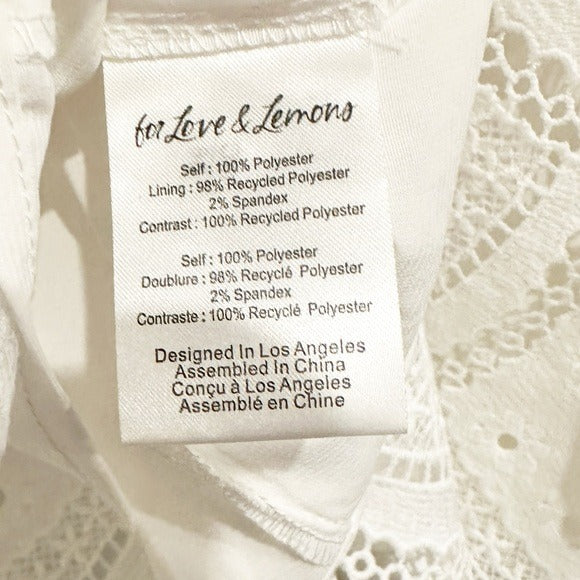 for Love & Lemons
Self : 100% Polyester
Lining : 98% Recycled Polyester
2% Spandex
Contrast : 100% Recycled Polyester
Self : 100% Polyester
Doublure : 98% Recyclé Polyester
2% Spandex
Contraste : 100% Recyclé Polyester
Designed In Los Angeles
Assembled in China
Conçu à Los Angeles
Assemblé en Chine